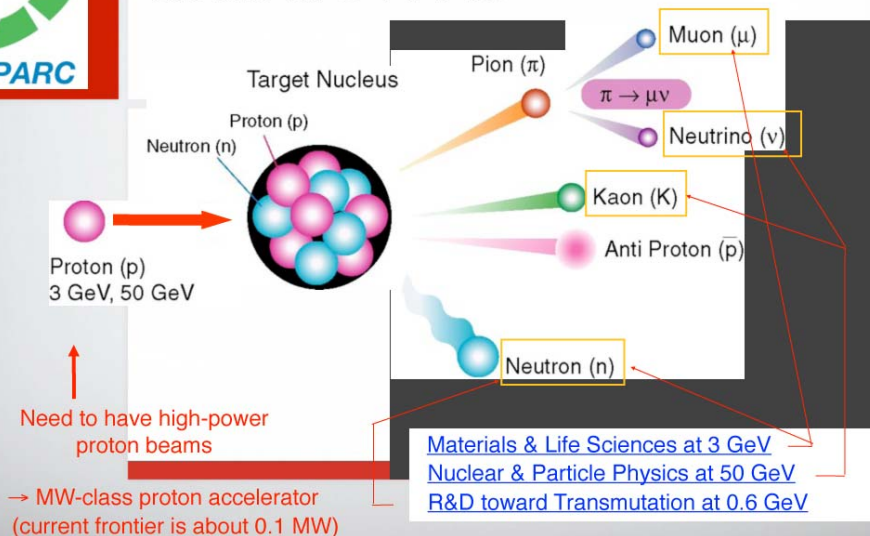 PARC
Target Nucleus
Proton (p)
Neutron (n)
Proton (p)
3 GeV, 50 GeV
Pion (π)
π → μν
Muon (μ)
Neutrino (ν)
Kaon (K)
Anti Proton (p̅)
Neutron (n)
Need to have high-power
proton beams
→ MW-class proton accelerator
(current frontier is about 0.1 MW)
Materials & Life Sciences at 3 GeV
Nuclear & Particle Physics at 50 GeV
R&D toward Transmutation at 0.6 GeV